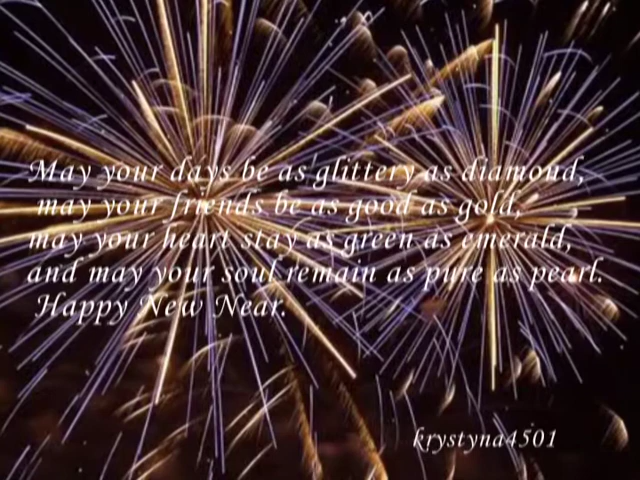 May your days be as glittery as diamond,
may your friends be as good as gold,
may your heart stay as green as emerald,
and may your soul remain as pure as pearl.
Happy New Near.
krystyna4501